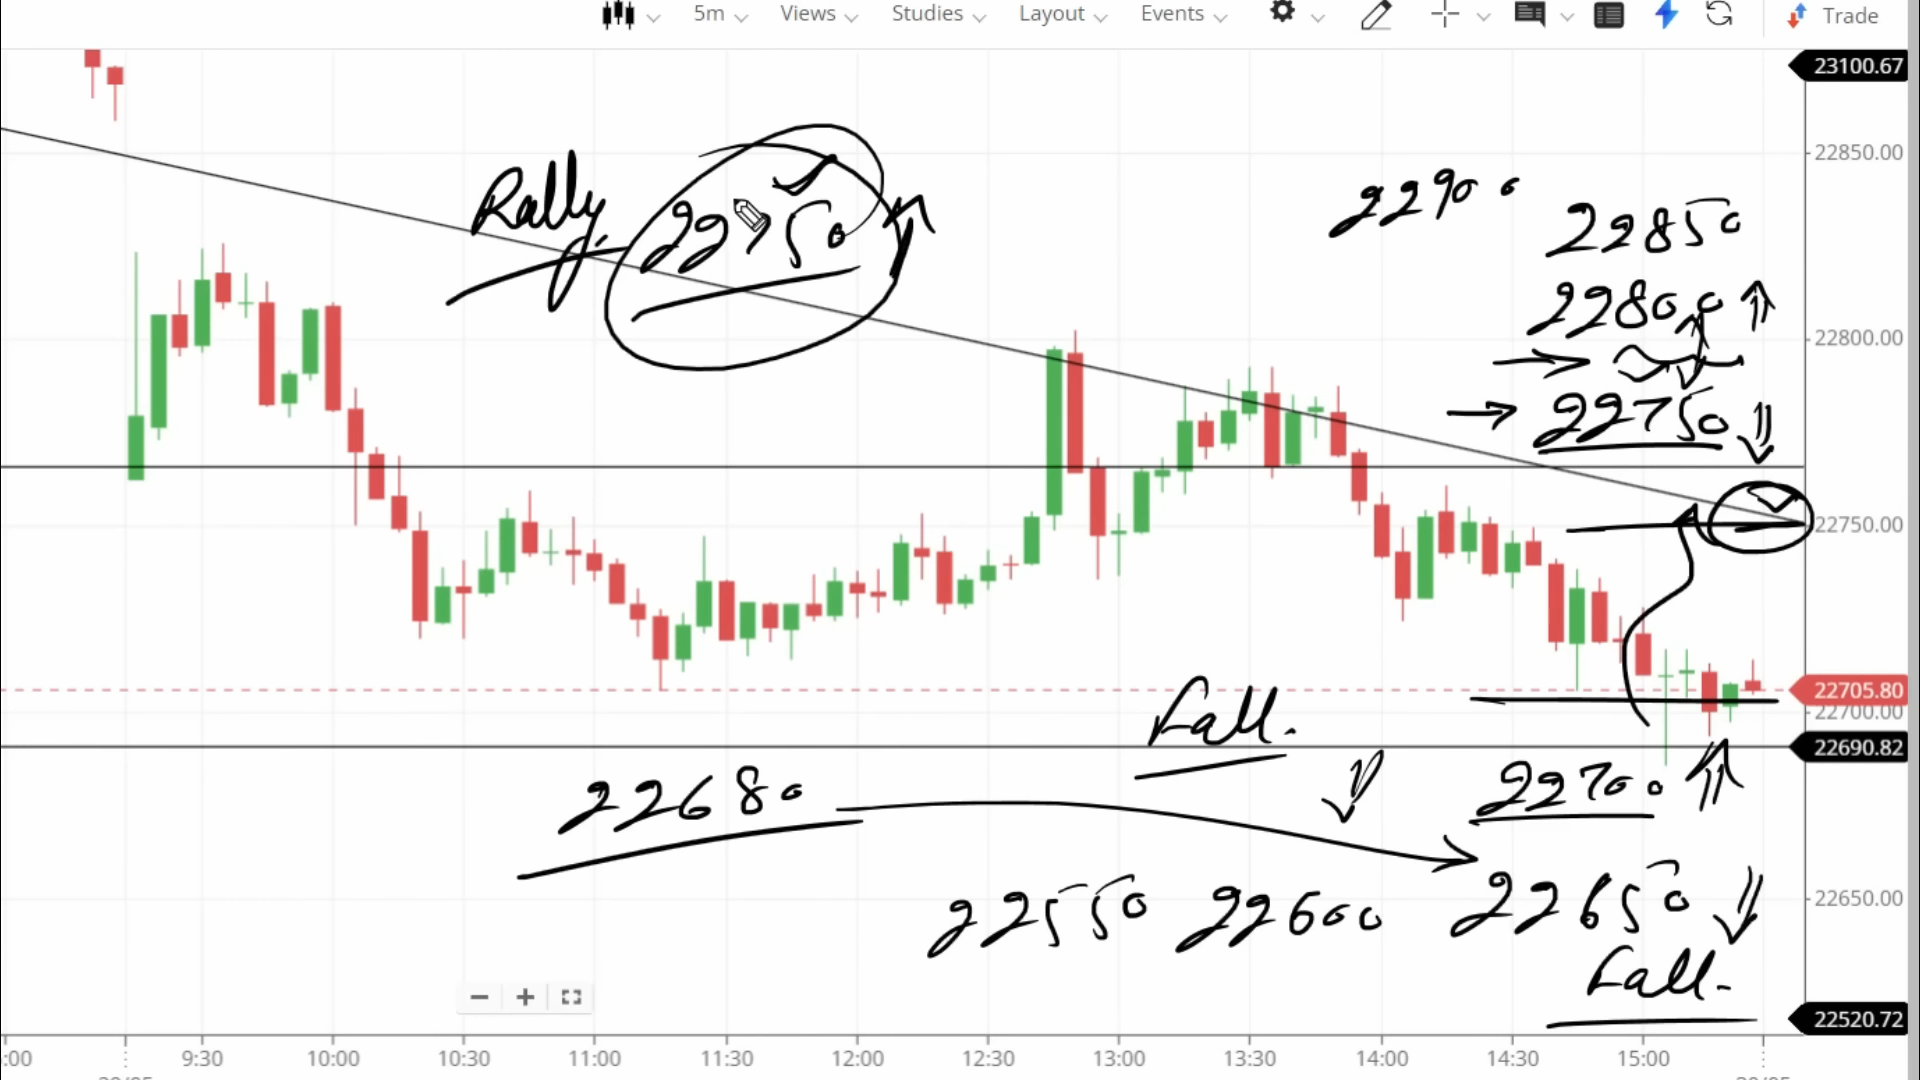 5m Views Studies Layout Events Trade
23100.67
22850.00
Rally
22750
22900
22850
22800
22800.00
22750
22750.00
22705.80
22700.00
Fall.
22690.82
22680
22700
22550 22600 22650
22650.00
Fall.
22520.72
:00 9:30 10:00 10:30 11:00 11:30 12:00 12:30 13:00 13:30 14:00 14:30 15:00